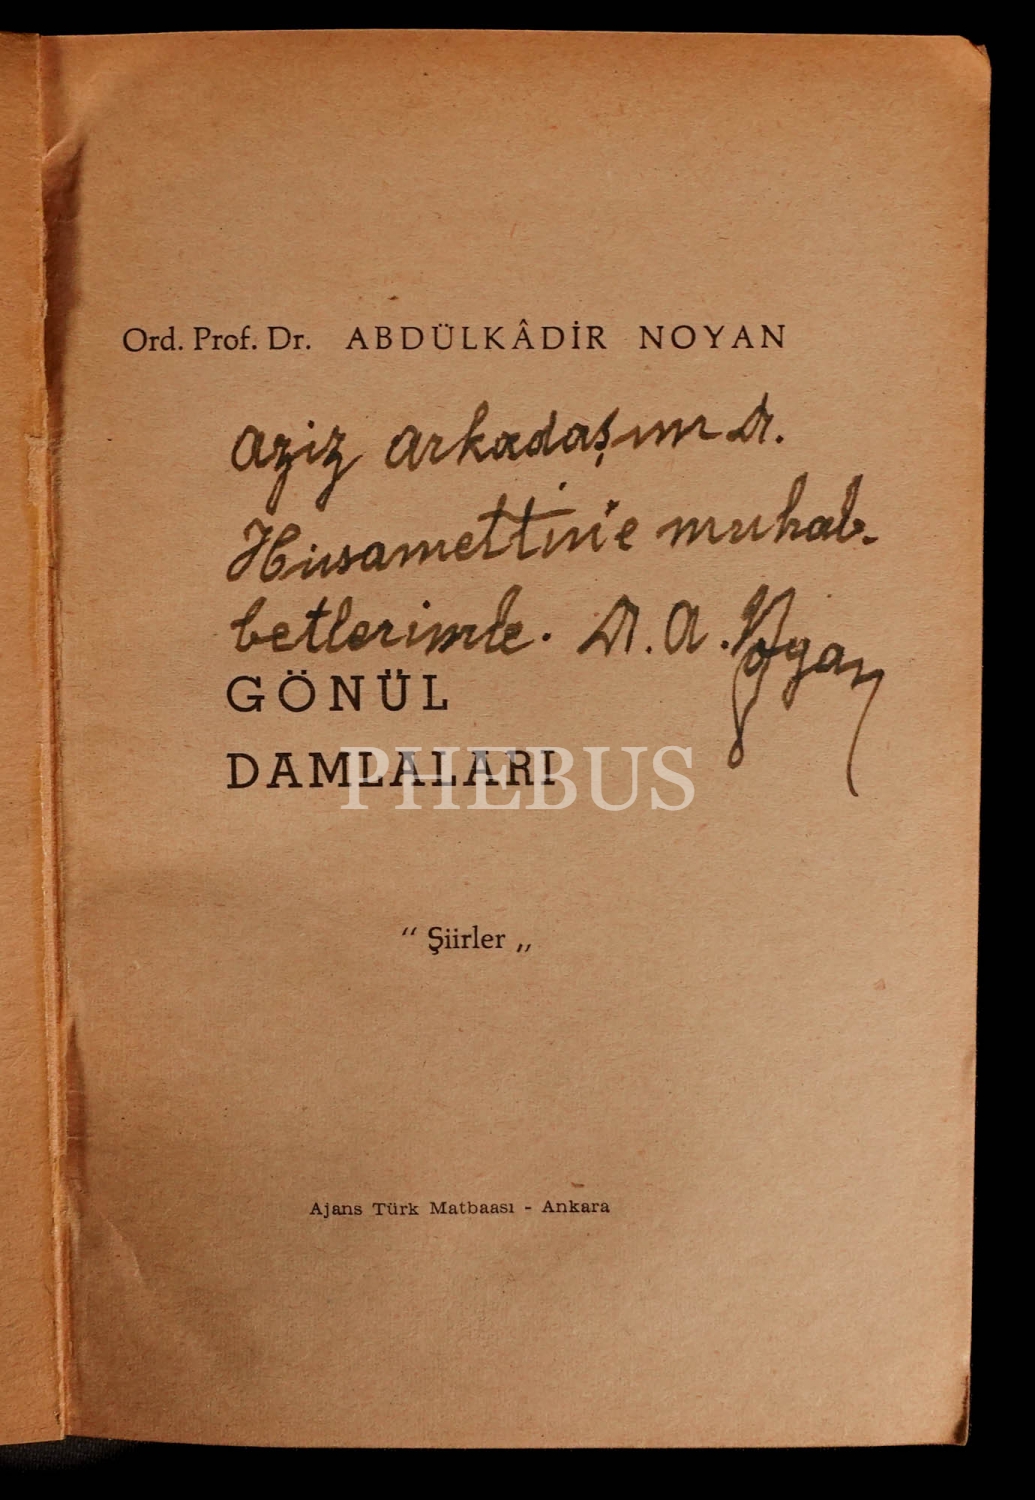 Ord. Prof. Dr. ABDÜLKÂDİR NOYAN
Aziz arkadaşım Dr.
Hüsamettin'e muhab-
betlerimle. Dr. A. Noyan
GÖNÜL
DAMLALARI
PHEBUS
“ Şiirler „
Ajans Türk Matbaası - Ankara